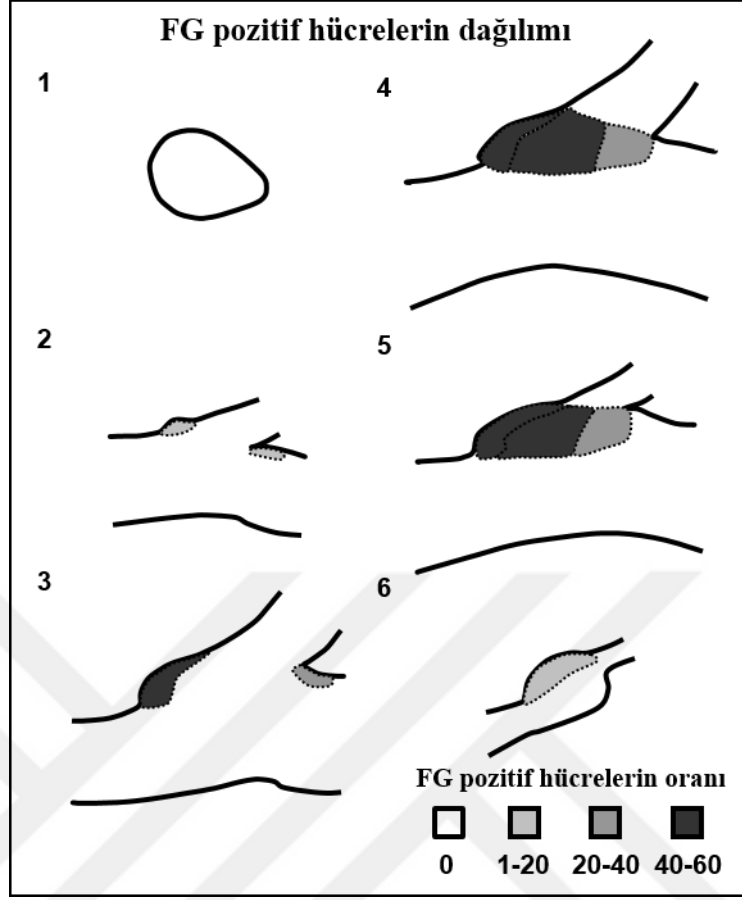 FG pozitif hücrelerin dağılımı
1
4
2
5
3
6
FG pozitif hücrelerin oranı
0 1-20 20-40 40-60